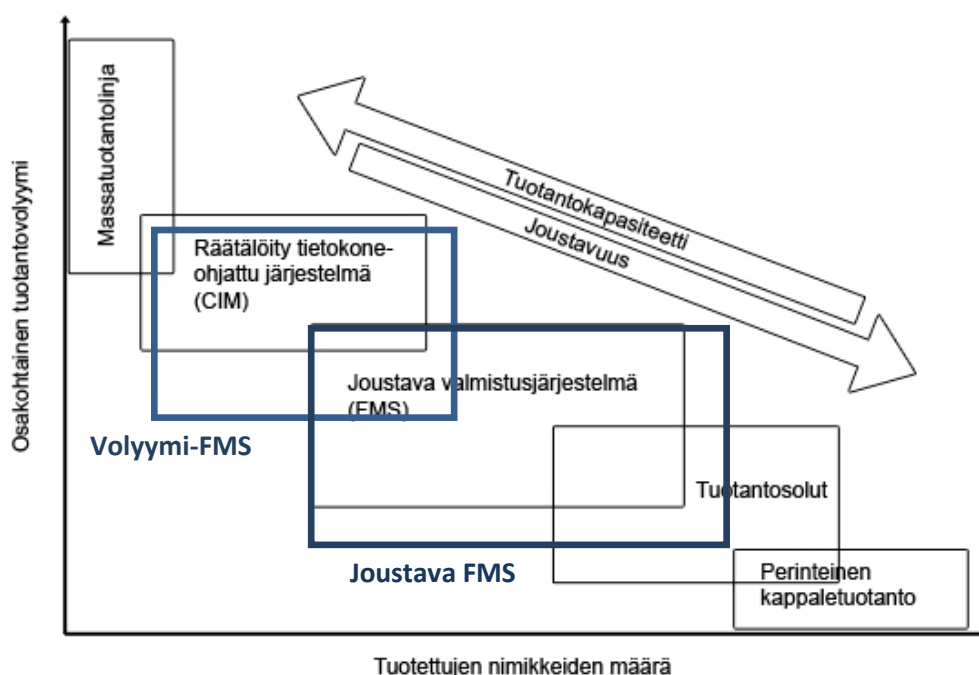 Osakohtainen tuotantovolyymi
Massatuotantolinja
Räätälöity tietokone-
ohjattu järjestelmä
(CIM)
Tuotantokapasiteetti
Joustavuus
Joustava valmistusjärjestelmä
(FMS)
Volyymi-FMS
Tuotantosolut
Joustava FMS
Perinteinen
kappaletuotanto
Tuotettujen nimikkeiden määrä